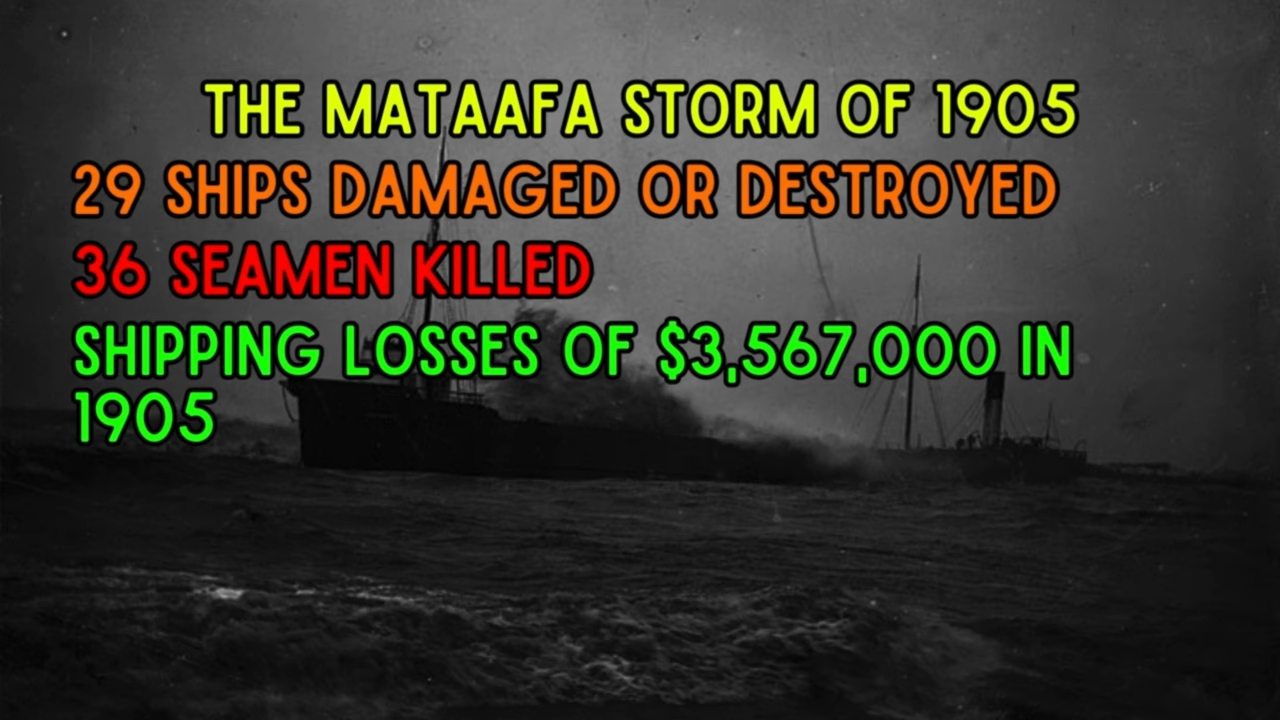 THE MATAAFA STORM OF 1905
29 SHIPS DAMAGED OR DESTROYED
36 SEAMEN KILLED
SHIPPING LOSSES OF $3,567,000 IN
1905